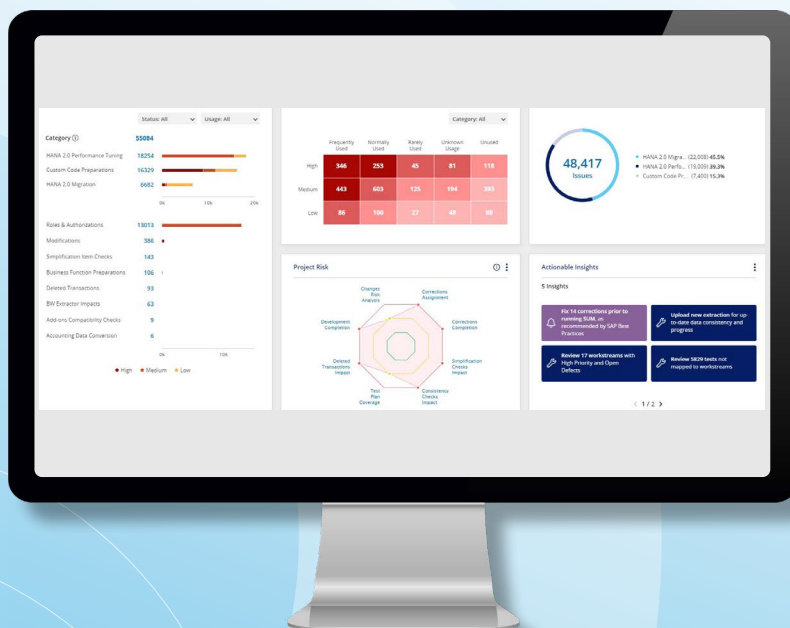 Status: All
Usage: All
Category
55084
HANA 2.0 Performance Tuning 18254
Custom Code Preparations 16329
HANA 2.0 Migration 6682
0k 10k 20k
Roles & Authorizations 13013
Modifications 386
Simplification Item Checks 143
Business Function Preparations 106
Deleted Transactions 93
BW Extractor Impacts 63
Add-ons Compatibility Checks 9
Accounting Data Conversion 6
0k 10k
High Medium Low
Category: All
Frequently Used
Normally Used
Rarely Used
Unknown Usage
Unused
High 346 253 45 81 118
Medium 443 603 125 194
Low 86 100 27
48,417
Issues
HANA 2.0 Migra... (22,008) 45.5%
HANA 2.0 Perfo... (19,009) 39.3%
Custom Code Pr... (7,400) 15.3%
Project Risk
Changes
Risk
Analysis
Corrections
Assignment
Development
Completion
Corrections
Completion
Deleted
Transactions
Impact
Simplification
Checks
Impact
Test
Plan
Coverage
Consistency
Checks
Impact
Actionable Insights
5 Insights
Fix 14 corrections prior to
running SUM, as
recommended by SAP Best
Practices
Upload new extraction for up-
to-date data consistency and
progress
Review 17 workstreams with
High Priority and Open
Defects
Review 5829 tests not
mapped to workstreams
< 1 / 2 >